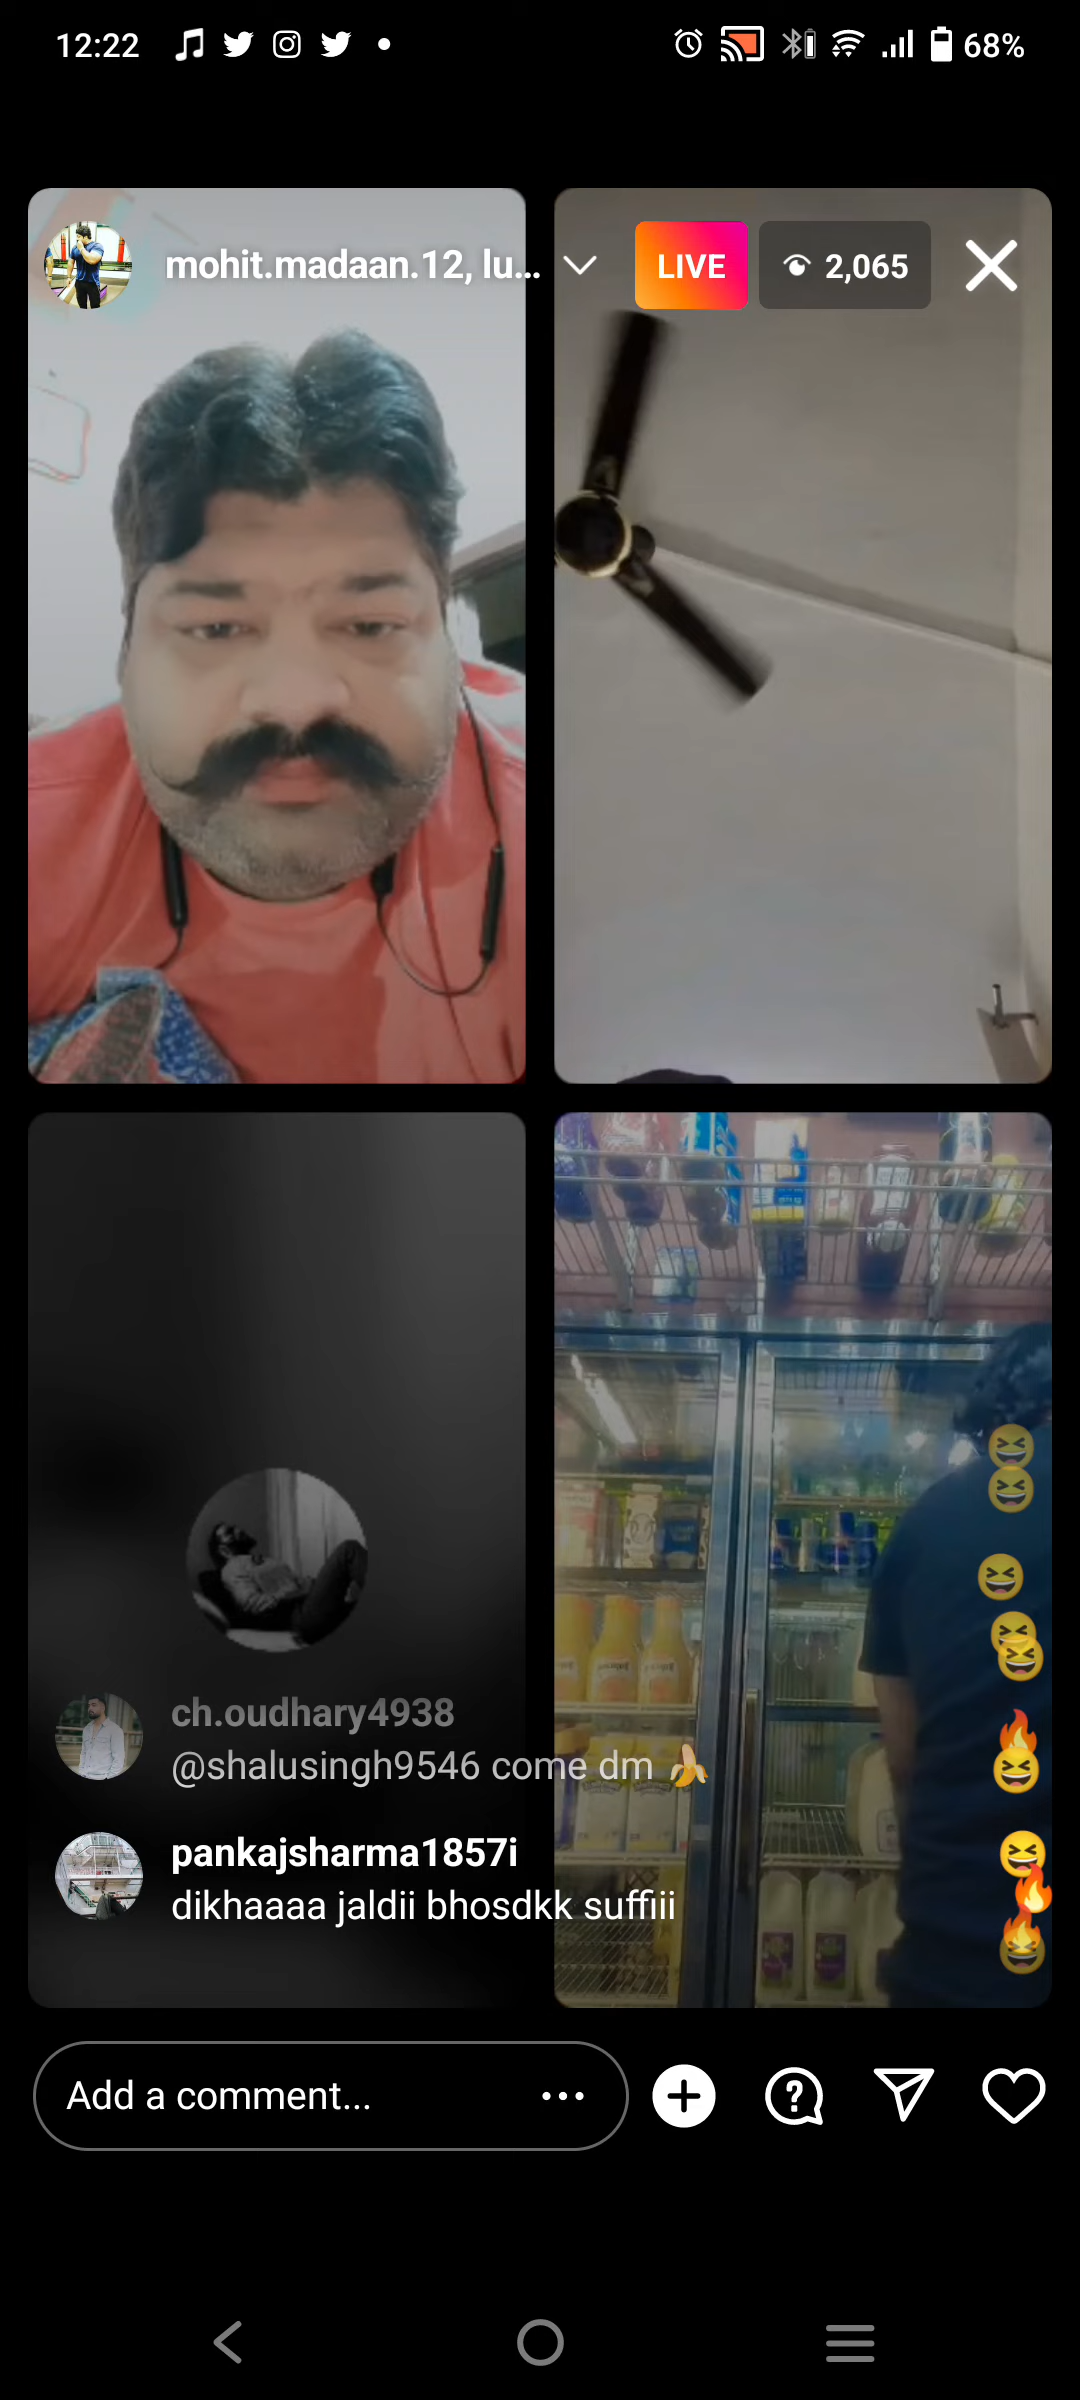 12:22
68%
mohit.madaan.12, lu...
LIVE
2,065
ch.oudhary4938
@shalusingh9546 come dm 🍌
pankajsharma1857i
dikhaaaa jaldii bhosdkk suffiii
Add a comment...